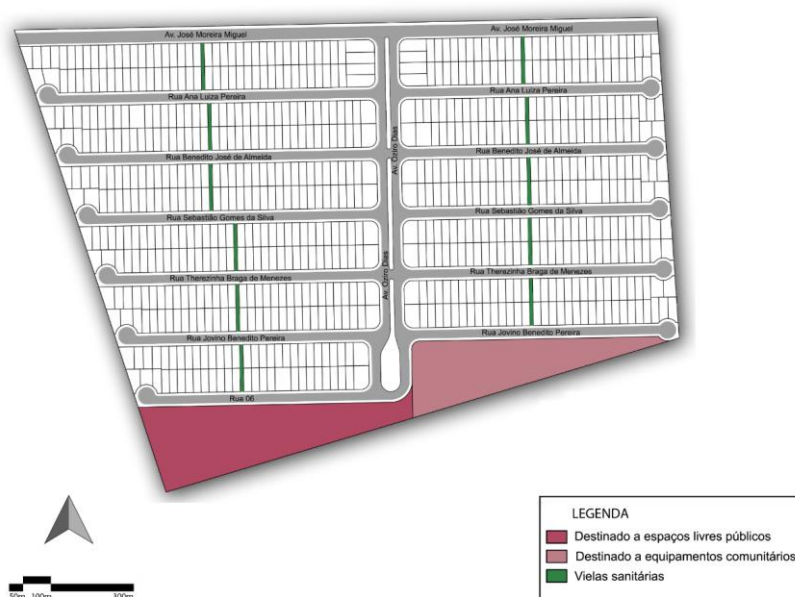 Av. José Moreira Miguel
Av. José Moreira Miguel
Rua Ana Luiza Pereira
Rua Ana Luiza Pereira
Av. Oziro Dias
Rua Benedito José de Almeida
Rua Benedito José de Almeida
Rua Sebastião Gomes da Silva
Rua Sebastião Gomes da Silva
Av. Oziro Dias
Rua Therezinha Braga de Menezes
Rua Therezinha Braga de Menezes
Rua Jovino Benedito Pereira
Rua Jovino Benedito Pereira
Rua 06
LEGENDA
Destinado a espaços livres públicos
Destinado a equipamentos comunitários
Vielas sanitárias
50m 100m 300m